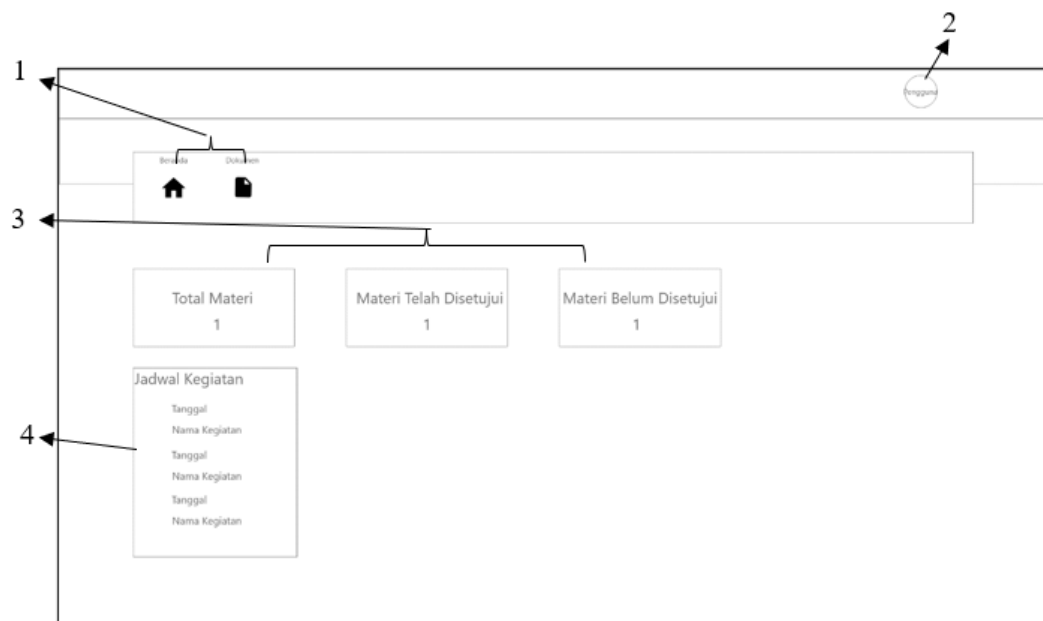 2
1
Pengguna
Beranda Dokumen
3
Total Materi
1
Materi Telah Disetujui
1
Materi Belum Disetujui
1
Jadwal Kegiatan
Tanggal
Nama Kegiatan
4
Tanggal
Nama Kegiatan
Tanggal
Nama Kegiatan